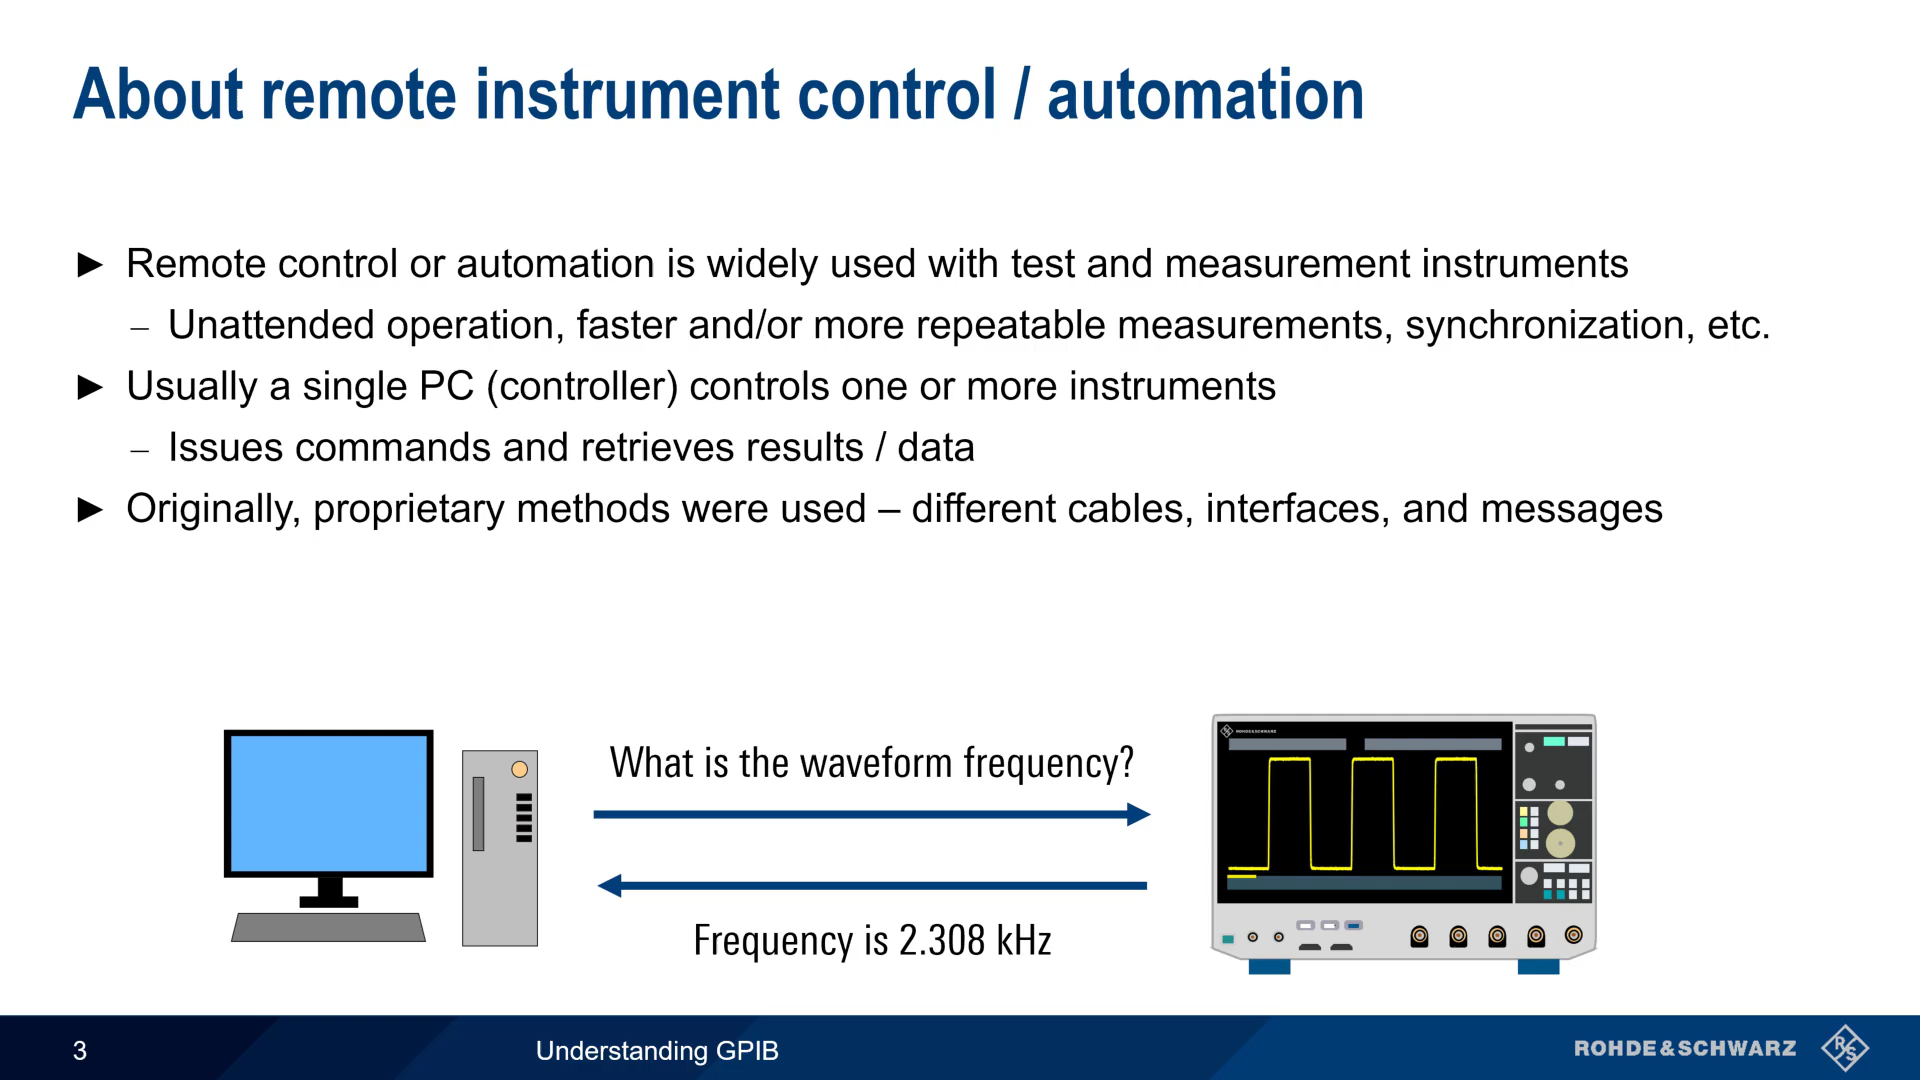 About remote instrument control / automation
► Remote control or automation is widely used with test and measurement instruments
– Unattended operation, faster and/or more repeatable measurements, synchronization, etc.
► Usually a single PC (controller) controls one or more instruments
– Issues commands and retrieves results / data
► Originally, proprietary methods were used – different cables, interfaces, and messages
What is the waveform frequency?
Frequency is 2.308 kHz
ROHDE&SCHWARZ
3
Understanding GPIB
ROHDE&SCHWARZ
R
S